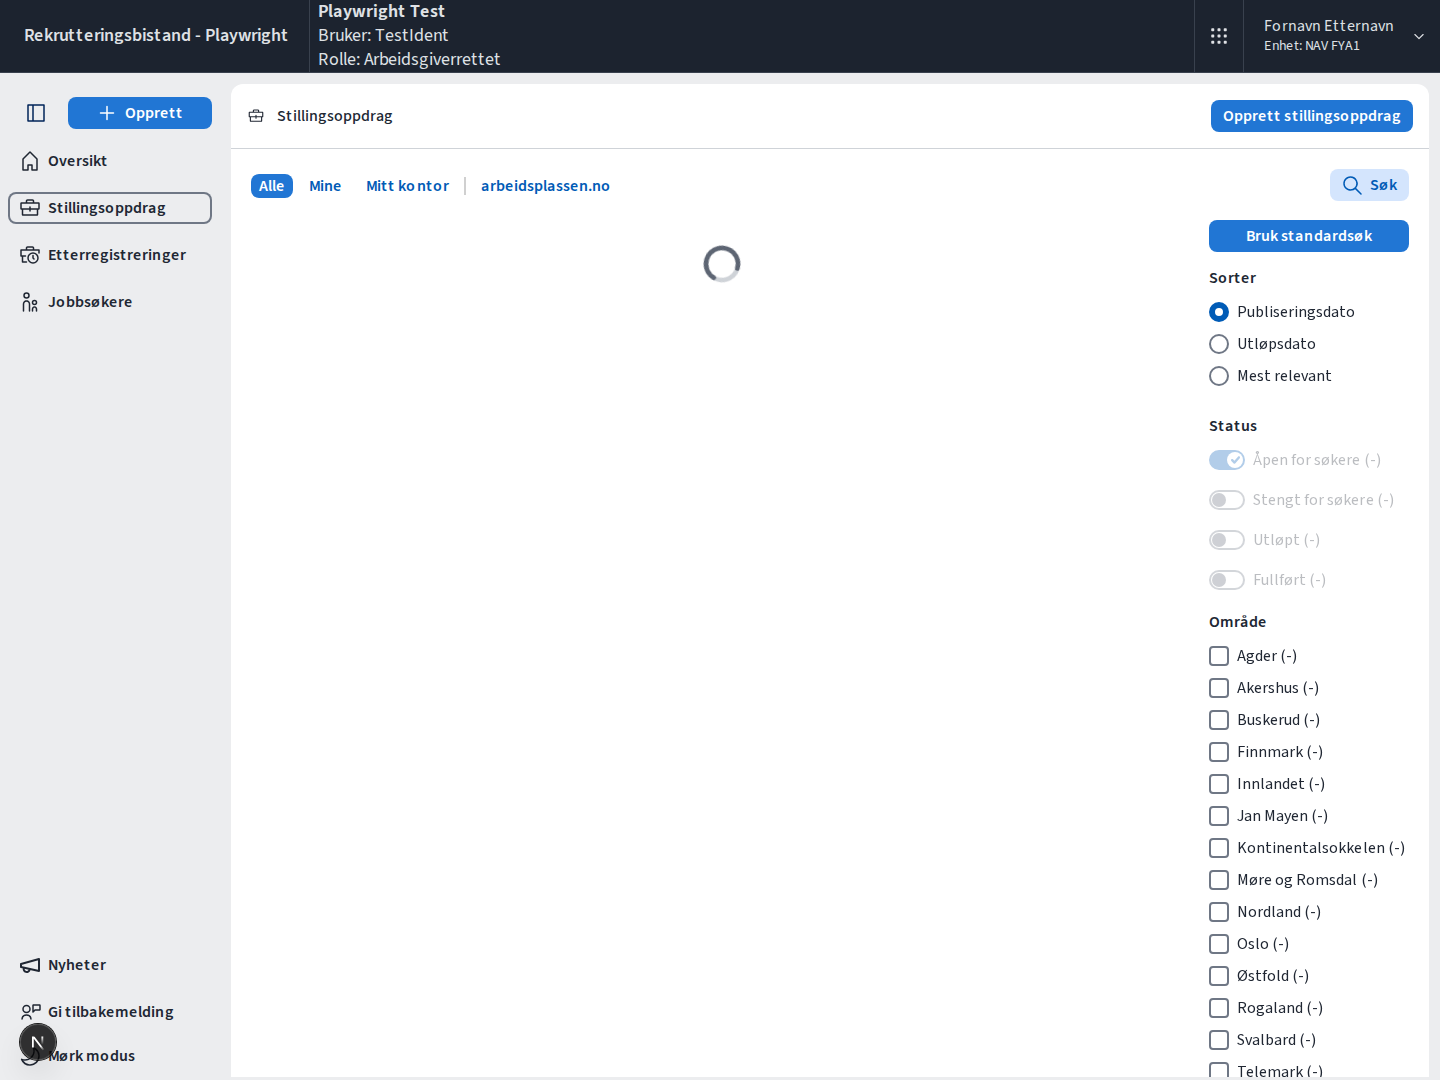 Rekrutteringsbistand - Playwright
Playwright Test
Bruker: TestIdent
Rolle: Arbeidsgiverrettet
Fornavn Etternavn
Enhet: NAV FYA1
Opprett
Oversikt
Stillingsoppdrag
Etterregistreringer
Jobbsøkere
Nyheter
Gi tilbakemelding
N
Mørk modus
Stillingsoppdrag
Opprett stillingsoppdrag
Alle
Mine
Mitt kontor
arbeidsplassen.no
Søk
Bruk standardsøk
Sorter
Publiseringsdato
Utløpsdato
Mest relevant
Status
Åpen for søkere (-)
Stengt for søkere (-)
Utløpt (-)
Fullført (-)
Område
Agder (-)
Akershus (-)
Buskerud (-)
Finnmark (-)
Innlandet (-)
Jan Mayen (-)
Kontinentalsokkelen (-)
Møre og Romsdal (-)
Nordland (-)
Oslo (-)
Østfold (-)
Rogaland (-)
Svalbard (-)
Telemark (-)